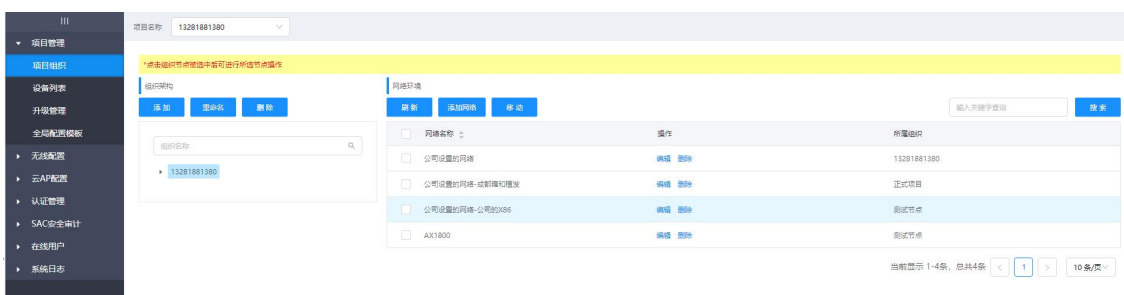 项目名称 13281881380
项目管理
项目组织
设备列表
升级管理
全局配置模板
无线配置
云AP配置
认证管理
SAC安全审计
在线用户
系统日志
*点击组织节点被选中后可进行所选节点操作
组织架构
添加 重命名 删除
组织名称
13281881380
网络环境
刷新 添加网络 移动 输入关键字查询 搜索
网络名称 操作 所属组织
公司设置的网络 编辑 删除 13281881380
公司设置的网络-成都雍和檀发 编辑 删除 正式项目
公司设置的网络-公司的X86 编辑 删除 测试节点
AX1800 编辑 删除 测试节点
当前显示 1-4条, 总共4条 < 1 > 10 条/页